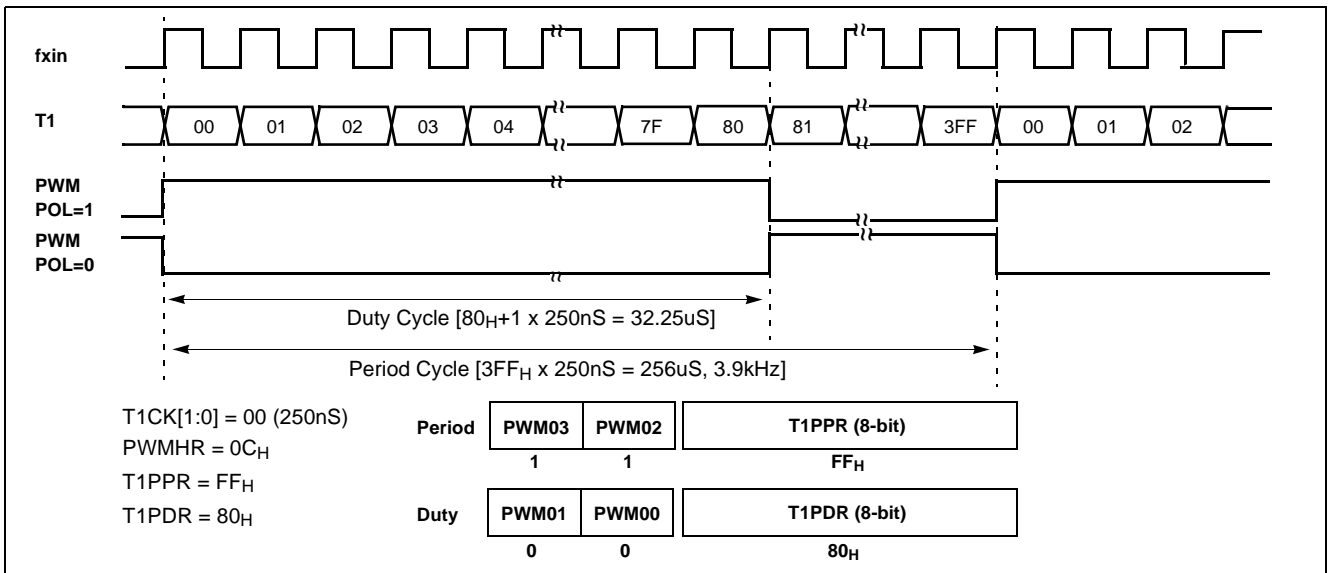 fxin
T1 00 01 02 03 04 7F 80 81 3FF 00 01 02
PWM
POL=1
PWM
POL=0
Duty Cycle [80H+1 x 250nS = 32.25uS]
Period Cycle [3FFH x 250nS = 256uS, 3.9kHz]
T1CK[1:0] = 00 (250nS)
PWMHR = 0CH
T1PPR = FFH
T1PDR = 80H
Period PWM03 PWM02 T1PPR (8-bit)
1 1 FFH
Duty PWM01 PWM00 T1PDR (8-bit)
0 0 80H